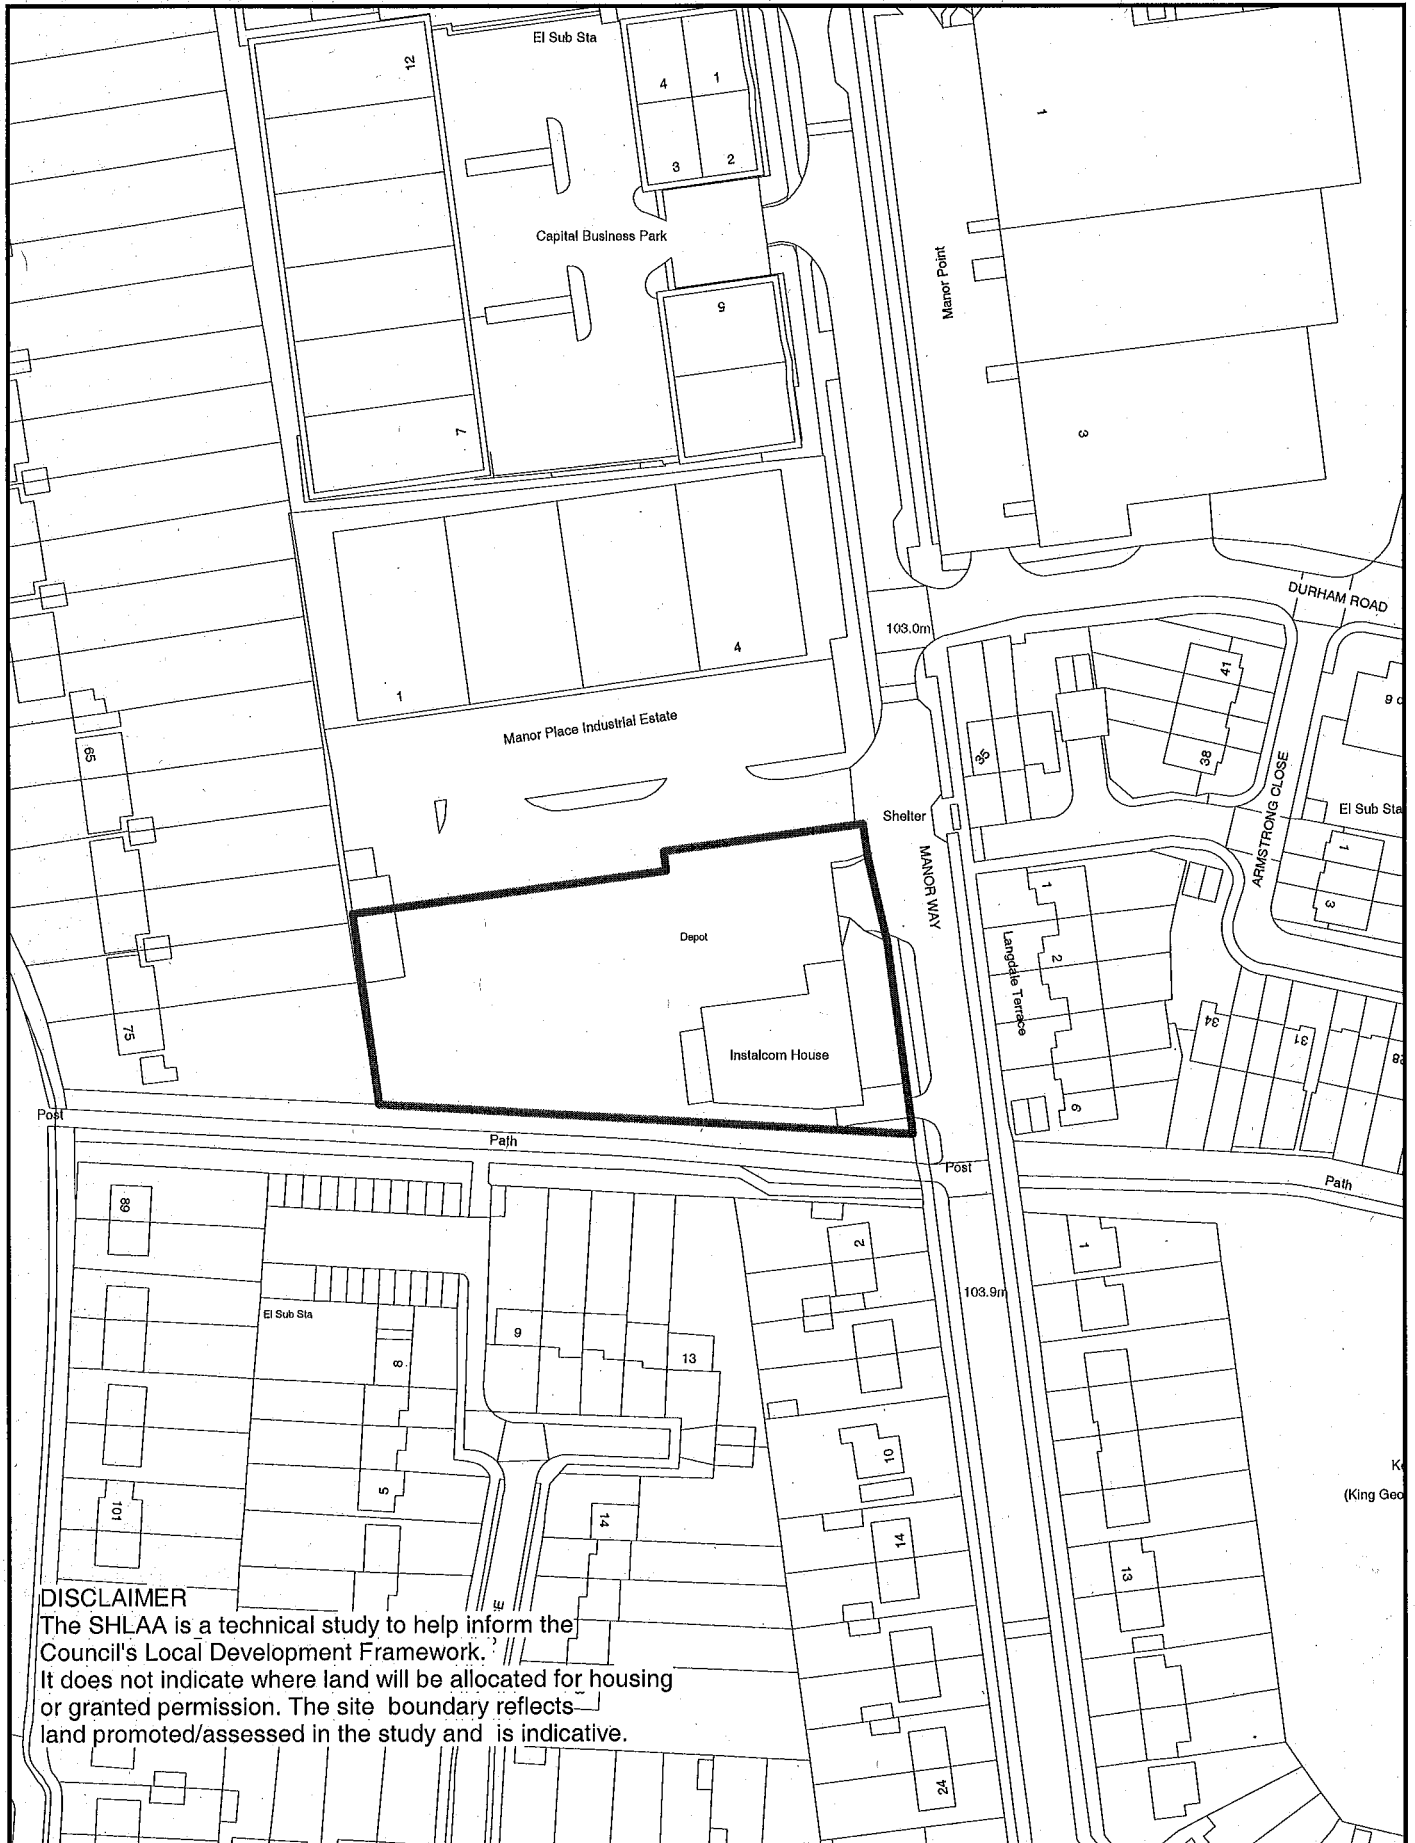 El Sub Sta
12
4
1
3
2
1
Capital Business Park
Manor Point
5
7
3
DURHAM ROAD
103.0m
4
1
Manor Place Industrial Estate
41
38
35
65
ARMSTRONG CLOSE
El Sub Sta
Shelter
MANOR WAY
1
3
1
2
Langdale Terrace
6
Depot
Instalcom House
34
31
28
75
Post
Path
Post
Path
89
2
1
103.9m
El Sub Sta
9
13
8
10
5
101
14
14
13
(King Geo
24
DISCLAIMER
The SHLAA is a technical study to help inform the
Council's Local Development Framework.
It does not indicate where land will be allocated for housing
or granted permission. The site boundary reflects
land promoted/assessed in the study and is indicative.